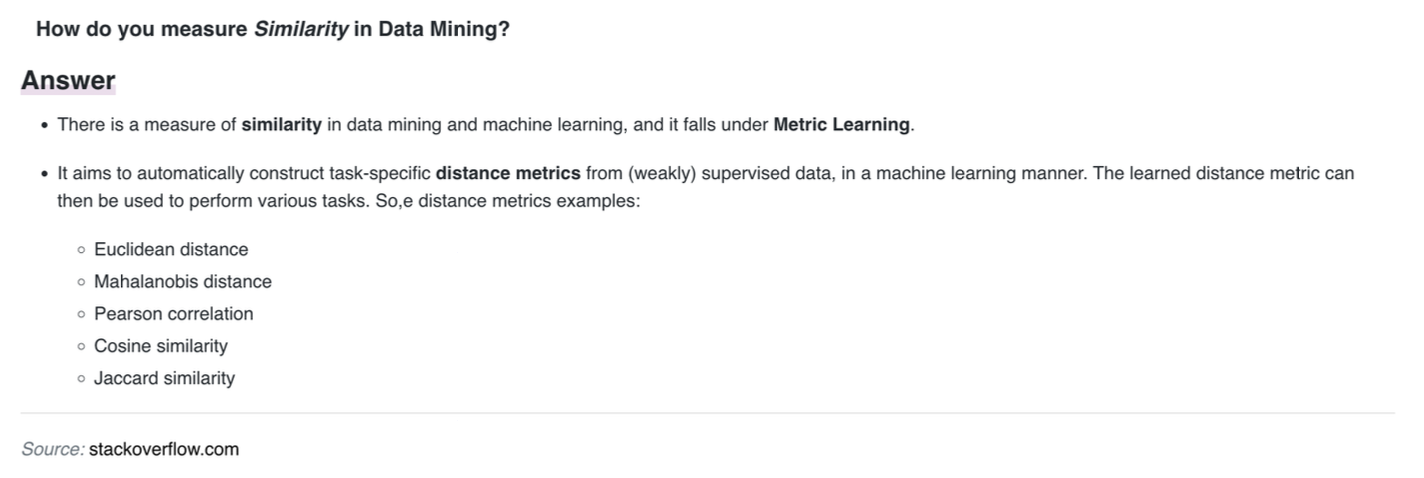 How do you measure Similarity in Data Mining?
Answer
• There is a measure of similarity in data mining and machine learning, and it falls under Metric Learning.
• It aims to automatically construct task-specific distance metrics from (weakly) supervised data, in a machine learning manner. The learned distance metric can
then be used to perform various tasks. So,e distance metrics examples:
◦ Euclidean distance
◦ Mahalanobis distance
◦ Pearson correlation
◦ Cosine similarity
◦ Jaccard similarity
Source: stackoverflow.com